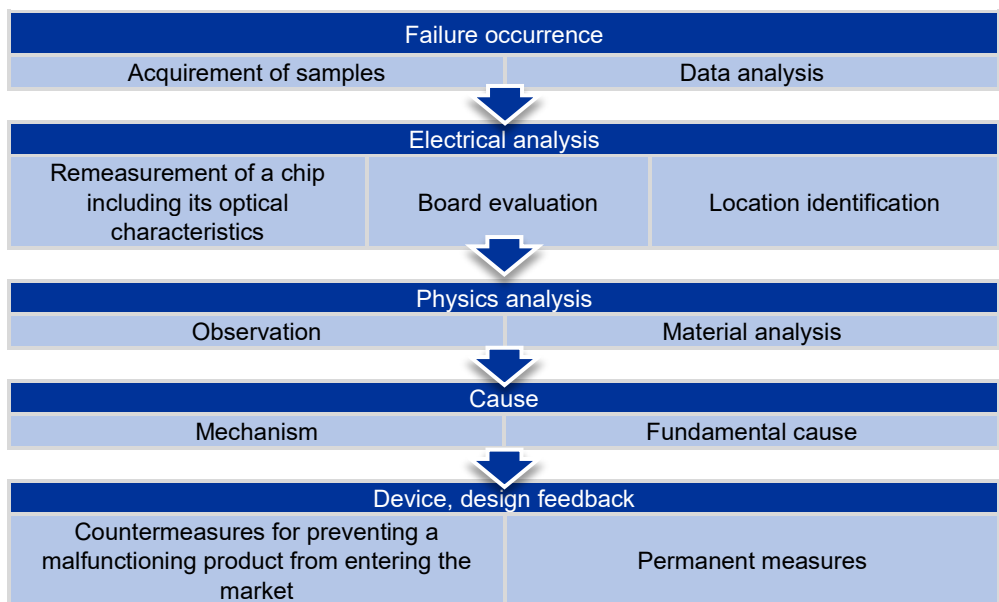 Failure occurrence
Acquirement of samples
Data analysis
Electrical analysis
Remeasurement of a chip
including its optical
characteristics
Board evaluation
Location identification
Physics analysis
Observation
Material analysis
Cause
Mechanism
Fundamental cause
Device, design feedback
Countermeasures for preventing a
malfunctioning product from entering the
market
Permanent measures